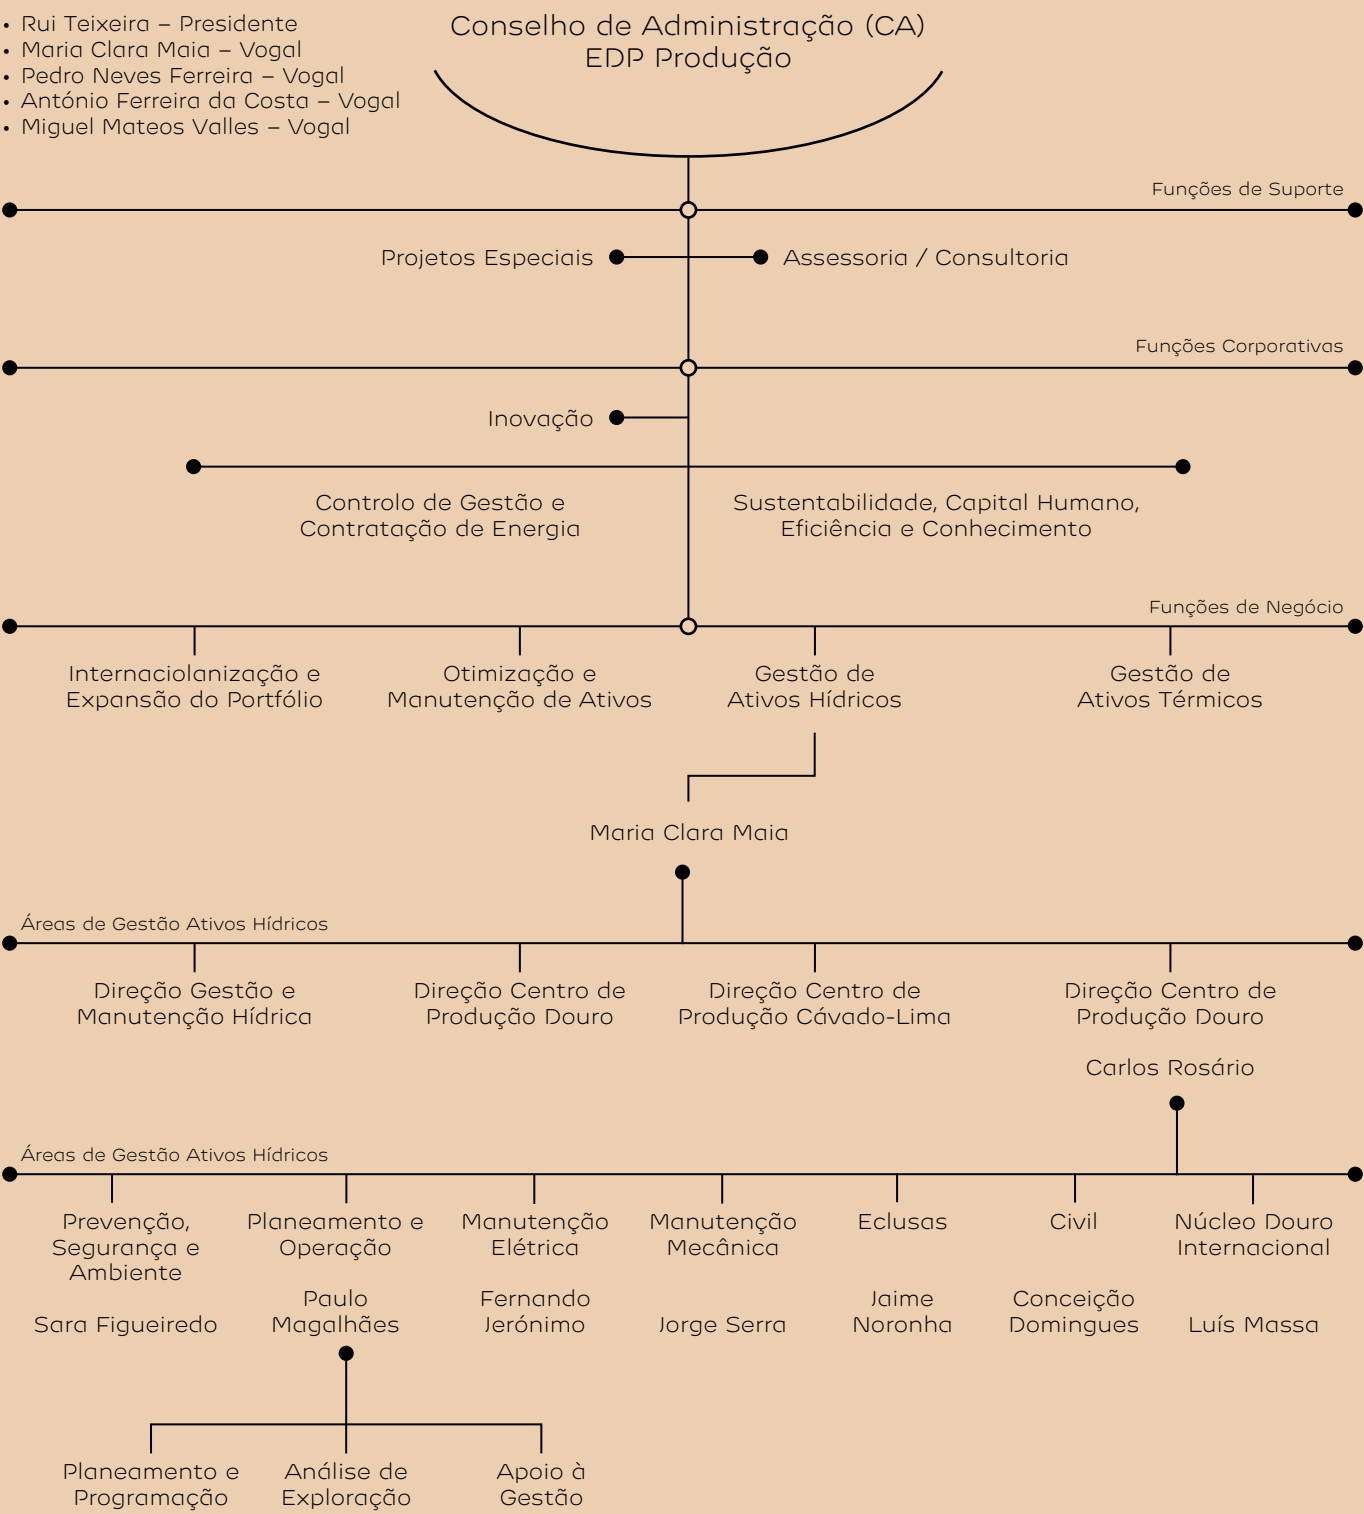 • Rui Teixeira – Presidente
• Maria Clara Maia – Vogal
• Pedro Neves Ferreira – Vogal
• António Ferreira da Costa – Vogal
• Miguel Mateos Valles – Vogal
Conselho de Administração (CA)
EDP Produção
Funções de Suporte
Projetos Especiais
Assessoria / Consultoria
Funções Corporativas
Inovação
Controlo de Gestão e
Contratação de Energia
Sustentabilidade, Capital Humano,
Eficiência e Conhecimento
Funções de Negócio
Internaciolanização e
Expansão do Portfólio
Otimização e
Manutenção de Ativos
Gestão de
Ativos Hídricos
Gestão de
Ativos Térmicos
Maria Clara Maia
Áreas de Gestão Ativos Hídricos
Direção Gestão e
Manutenção Hídrica
Direção Centro de
Produção Douro
Direção Centro de
Produção Cávado-Lima
Direção Centro de
Produção Douro
Carlos Rosário
Áreas de Gestão Ativos Hídricos
Prevenção,
Segurança e
Ambiente
Sara Figueiredo
Planeamento e
Operação
Paulo
Magalhães
Manutenção
Elétrica
Fernando
Jerónimo
Manutenção
Mecânica
Jorge Serra
Eclusas
Jaime
Noronha
Civil
Conceição
Domingues
Núcleo Douro
Internacional
Luís Massa
Planeamento e
Programação
Análise de
Exploração
Apoio à
Gestão